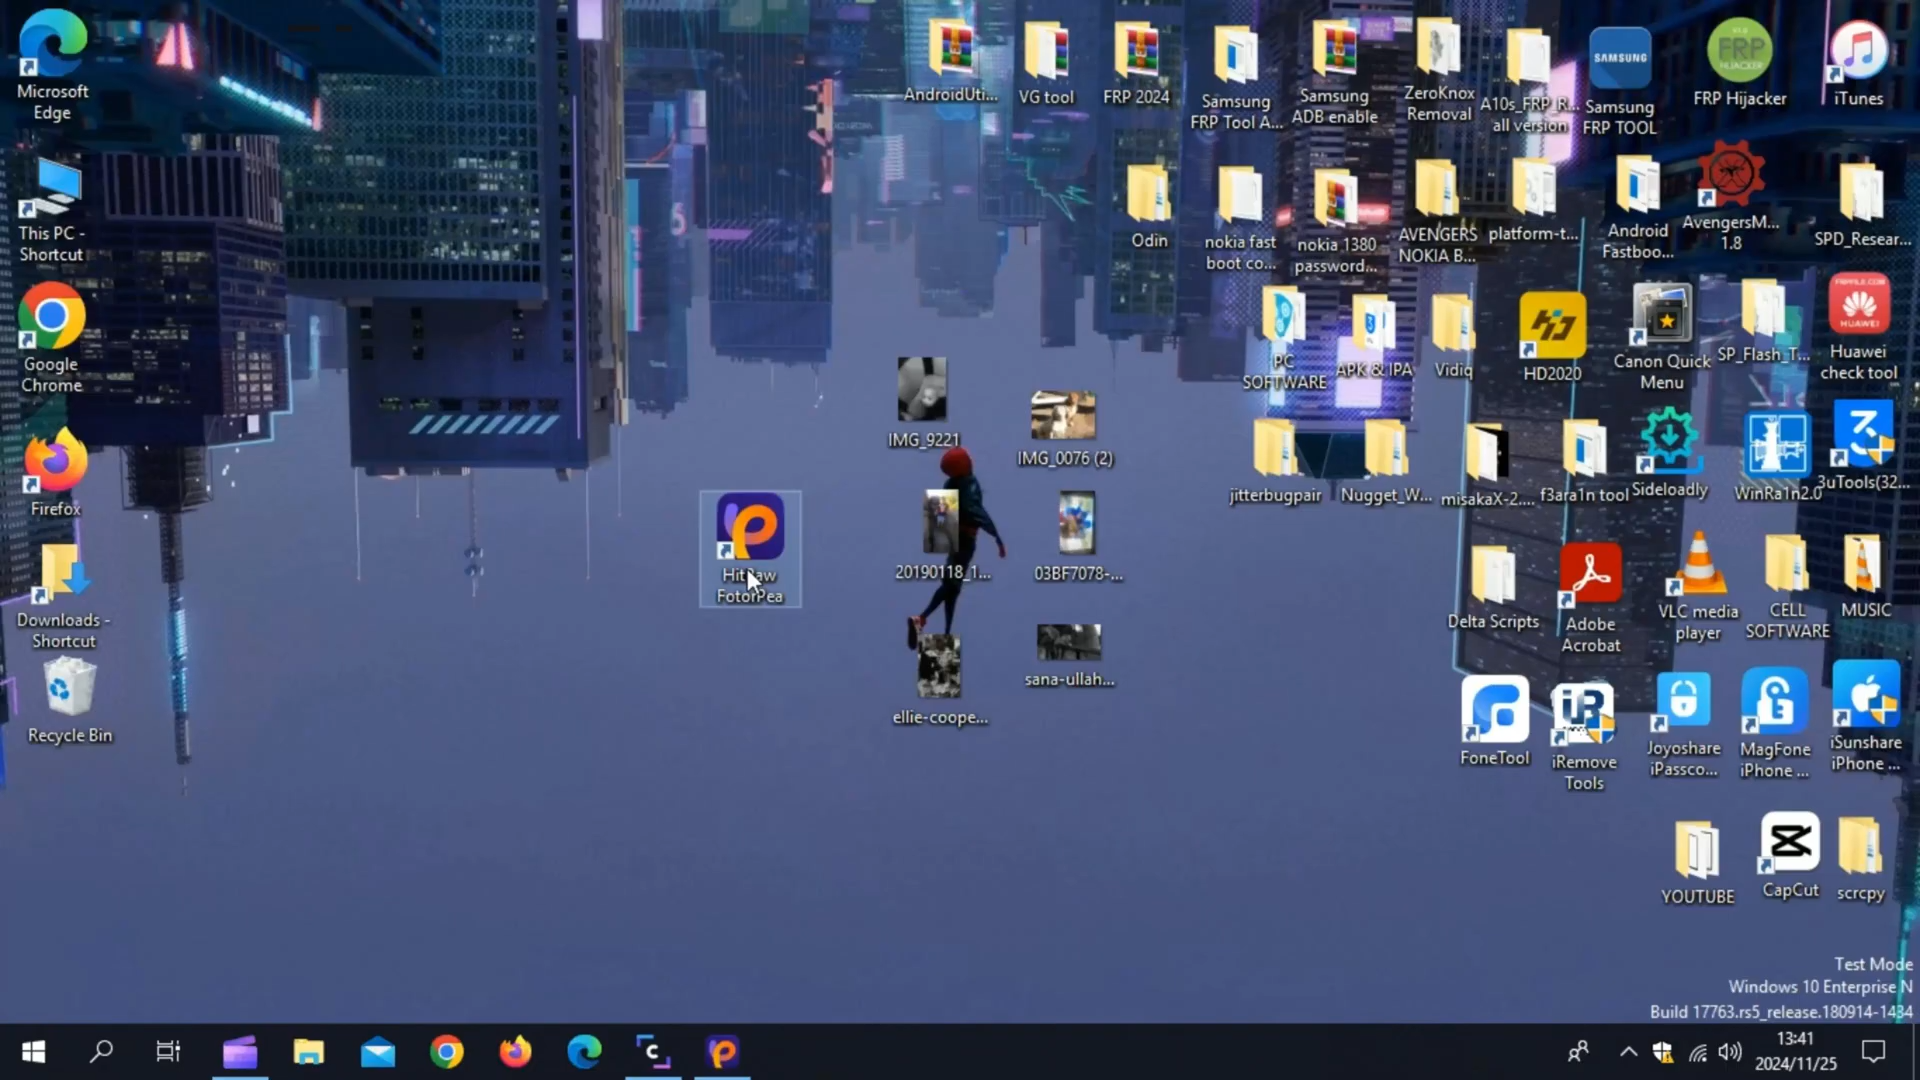 Microsoft
Edge
This PC -
Shortcut
Google
Chrome
Firefox
Downloads -
Shortcut
Recycle Bin
HitPaw
FotorPea
IMG_9221
IMG_0076 (2)
20190118_1...
03BF7078-...
ellie-coope...
sana-ullah...
AndroidUti...
VG tool
FRP 2024
Samsung
FRP Tool A...
Samsung
ADB enable
ZeroKnox
Removal
A10s_FRP_R...
all version
SAMSUNG
Samsung
FRP TOOL
FRP
HIJACKER
FRP Hijacker
iTunes
Odin
nokia fast
boot co...
nokia 1380
password...
AVENGERS
NOKIA B...
platform-t...
Android
Fastboo...
AvengersM...
1.8
SPD_Resear...
PC
SOFTWARE
APK & IPA
Vidiq
HD2020
Canon Quick
Menu
SP_Flash_T...
HUAWEI
Huawei
check tool
jitterbugpair
Nugget_W...
misakaX-2....
f3ara1n tool
Sideloadly
WinRa1n2.0
3uTools(32...
Delta Scripts
Adobe
Acrobat
VLC media
player
CELL
SOFTWARE
MUSIC
FoneTool
iR
iRemove
Tools
Joyoshare
iPassco...
MagFone
iPhone ...
iSunshare
iPhone ...
YOUTUBE
CapCut
scrcpy
Test Mode
Windows 10 Enterprise N
Build 17763.rs5_release.180914-1434
13:41
2024/11/25